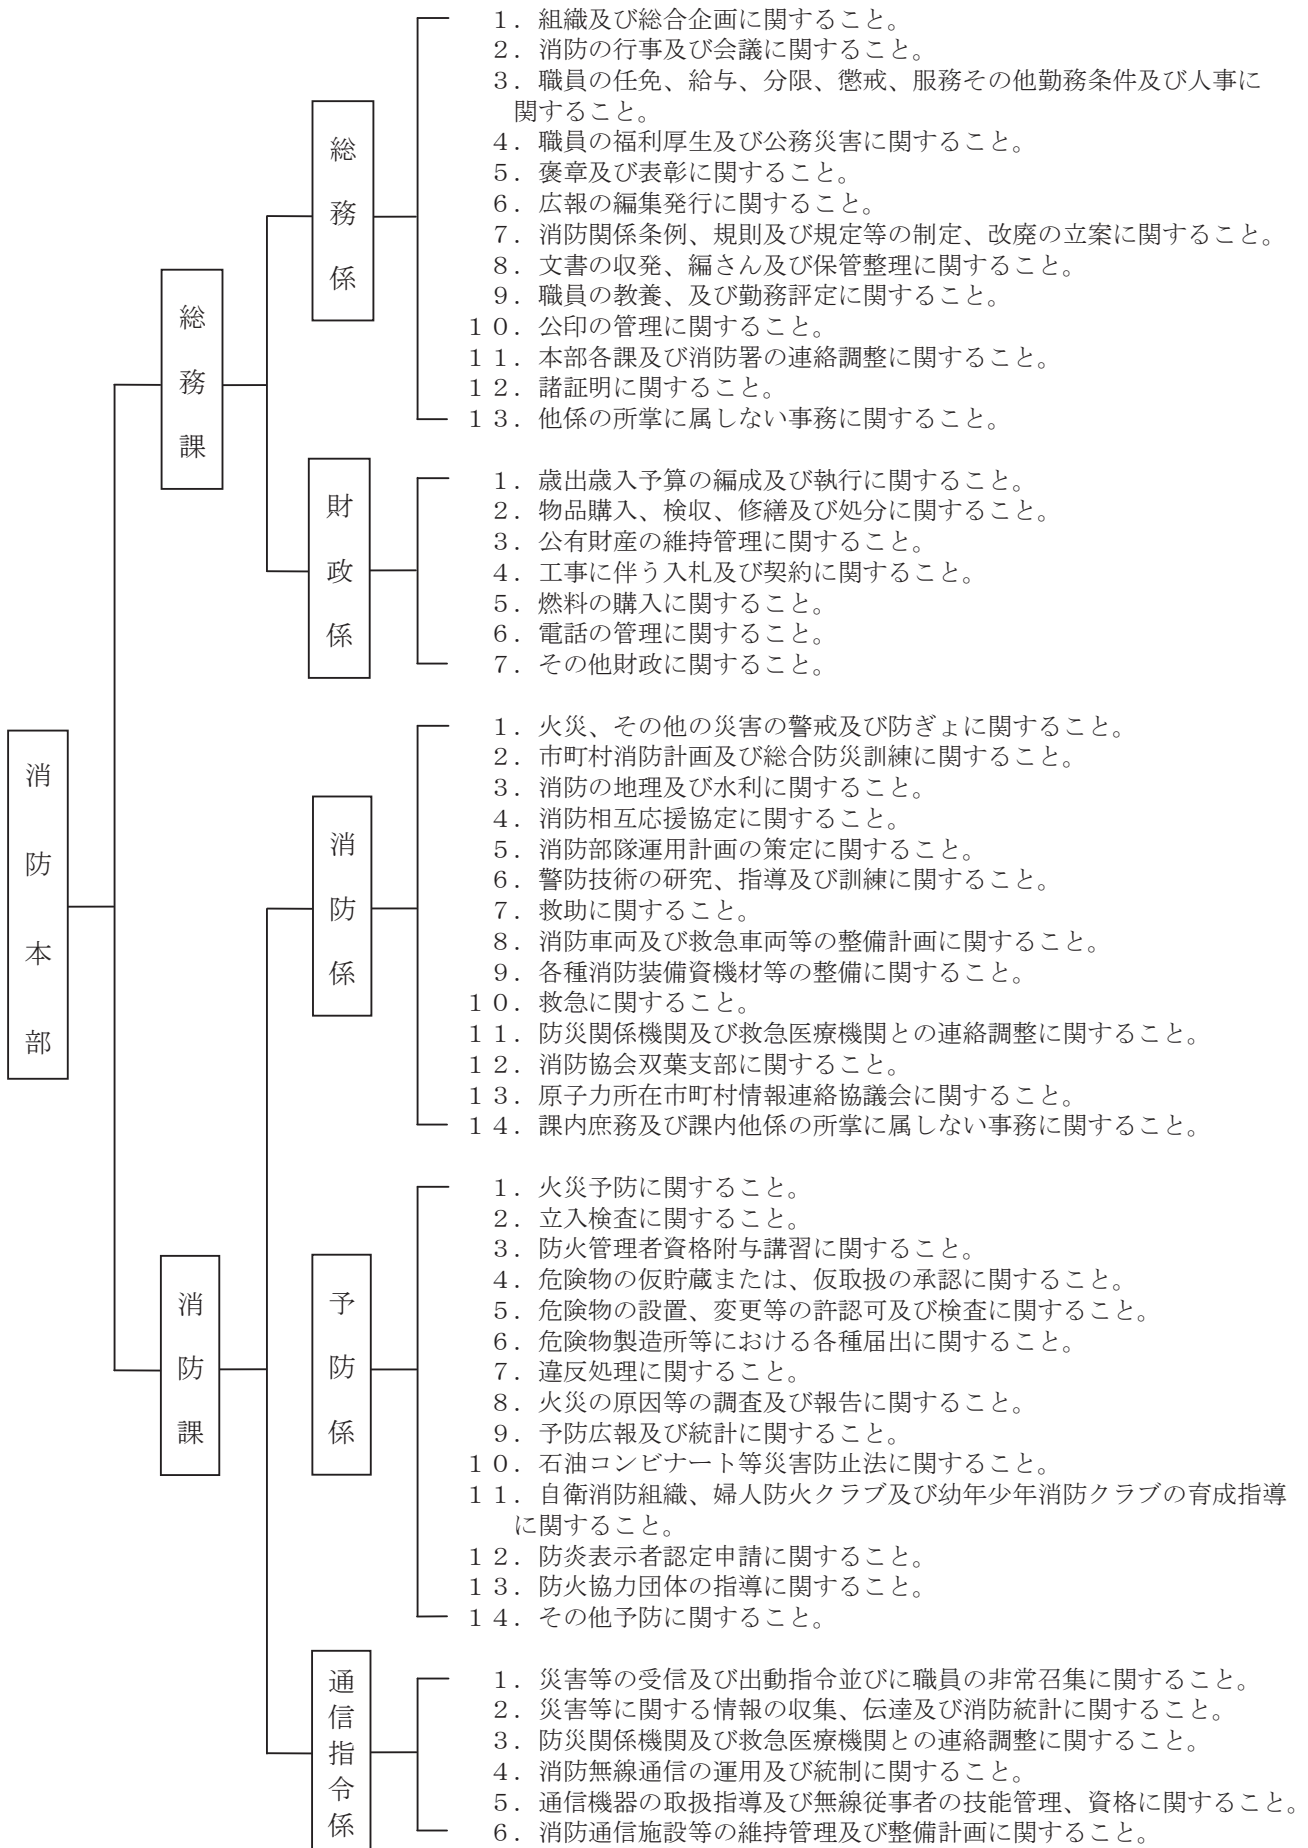 消防本部
総務課
総務係
１．組織及び総合企画に関すること。
２．消防の行事及び会議に関すること。
３．職員の任免、給与、分限、懲戒、服務その他勤務条件及び人事に
関すること。
４．職員の福利厚生及び公務災害に関すること。
５．褒章及び表彰に関すること。
６．広報の編集発行に関すること。
７．消防関係条例、規則及び規定等の制定、改廃の立案に関すること。
８．文書の収発、編さん及び保管整理に関すること。
９．職員の教養、及び勤務評定に関すること。
１０．公印の管理に関すること。
１１．本部各課及び消防署の連絡調整に関すること。
１２．諸証明に関すること。
１３．他係の所掌に属しない事務に関すること。
財政係
１．歳出歳入予算の編成及び執行に関すること。
２．物品購入、検収、修繕及び処分に関すること。
３．公有財産の維持管理に関すること。
４．工事に伴う入札及び契約に関すること。
５．燃料の購入に関すること。
６．電話の管理に関すること。
７．その他財政に関すること。
消防課
消防係
１．火災、その他の災害の警戒及び防ぎょに関すること。
２．市町村消防計画及び総合防災訓練に関すること。
３．消防の地理及び水利に関すること。
４．消防相互応援協定に関すること。
５．消防部隊運用計画の策定に関すること。
６．警防技術の研究、指導及び訓練に関すること。
７．救助に関すること。
８．消防車両及び救急車両等の整備計画に関すること。
９．各種消防装備資機材等の整備に関すること。
１０．救急に関すること。
１１．防災関係機関及び救急医療機関との連絡調整に関すること。
１２．消防協会双葉支部に関すること。
１３．原子力所在市町村情報連絡協議会に関すること。
１４．課内庶務及び課内他係の所掌に属しない事務に関すること。
予防係
１．火災予防に関すること。
２．立入検査に関すること。
３．防火管理者資格附与講習に関すること。
４．危険物の仮貯蔵または、仮取扱の承認に関すること。
５．危険物の設置、変更等の許認可及び検査に関すること。
６．危険物製造所等における各種届出に関すること。
７．違反処理に関すること。
８．火災の原因等の調査及び報告に関すること。
９．予防広報及び統計に関すること。
１０．石油コンビナート等災害防止法に関すること。
１１．自衛消防組織、婦人防火クラブ及び幼年少年消防クラブの育成指導
に関すること。
１２．防炎表示者認定申請に関すること。
１３．防火協力団体の指導に関すること。
１４．その他予防に関すること。
通信指令係
１．災害等の受信及び出動指令並びに職員の非常召集に関すること。
２．災害等に関する情報の収集、伝達及び消防統計に関すること。
３．防災関係機関及び救急医療機関との連絡調整に関すること。
４．消防無線通信の運用及び統制に関すること。
５．通信機器の取扱指導及び無線従事者の技能管理、資格に関すること。
６．消防通信施設等の維持管理及び整備計画に関すること。